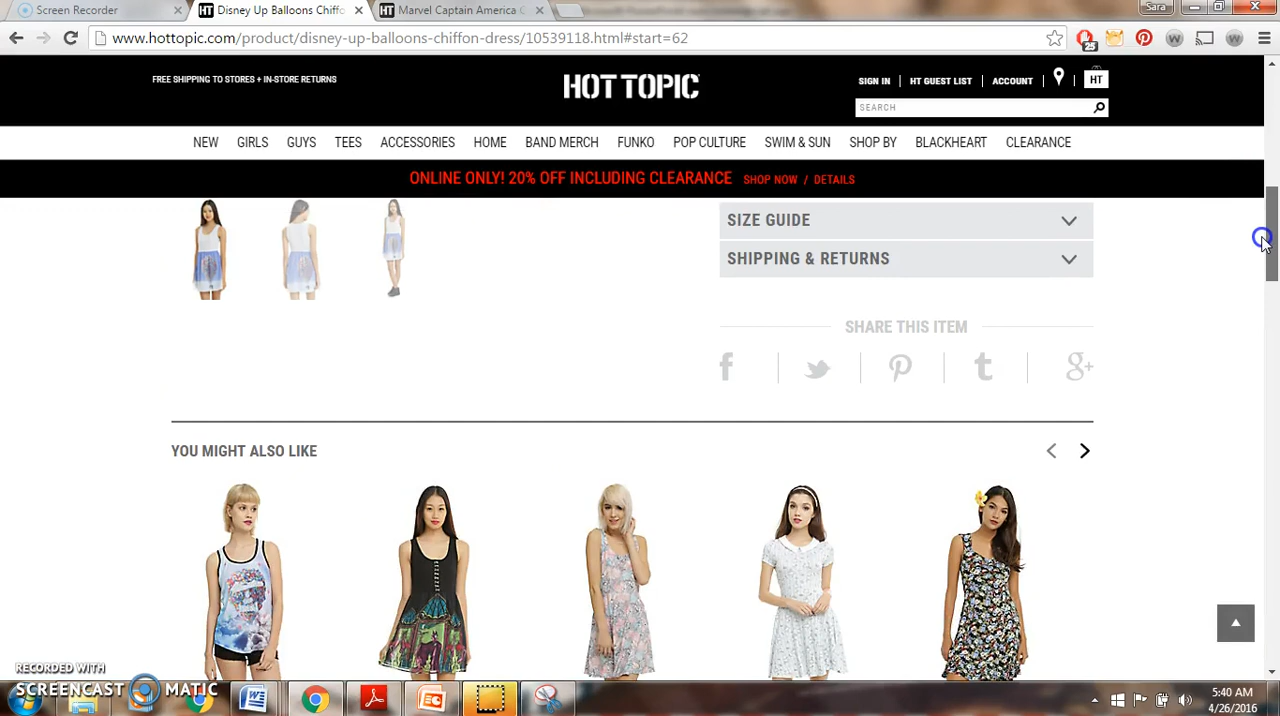 Screen Recorder
Disney Up Balloons Chiffo
Marvel Captain America C
Sara
www.hottopic.com/product/disney-up-balloons-chiffon-dress/10539118.html#start=62
25
FREE SHIPPING TO STORES + IN-STORE RETURNS
HOT TOPIC
SIGN IN HT GUEST LIST ACCOUNT HT
SEARCH
NEW GIRLS GUYS TEES ACCESSORIES HOME BAND MERCH FUNKO POP CULTURE SWIM & SUN SHOP BY BLACKHEART CLEARANCE
ONLINE ONLY! 20% OFF INCLUDING CLEARANCE SHOP NOW / DETAILS
SIZE GUIDE
SHIPPING & RETURNS
SHARE THIS ITEM
YOU MIGHT ALSO LIKE
RECORDED WITH
SCREENCAST MATIC
5:40 AM
4/26/2016